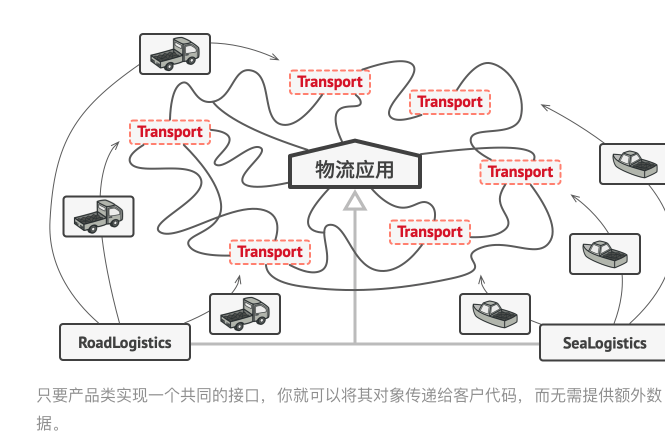 Transport
Transport
Transport
物流应用
Transport
Transport
Transport
RoadLogistics
SeaLogistics
只要产品类实现一个共同的接口，你就可以将其对象传递给客户代码，而无需提供额外数
据。